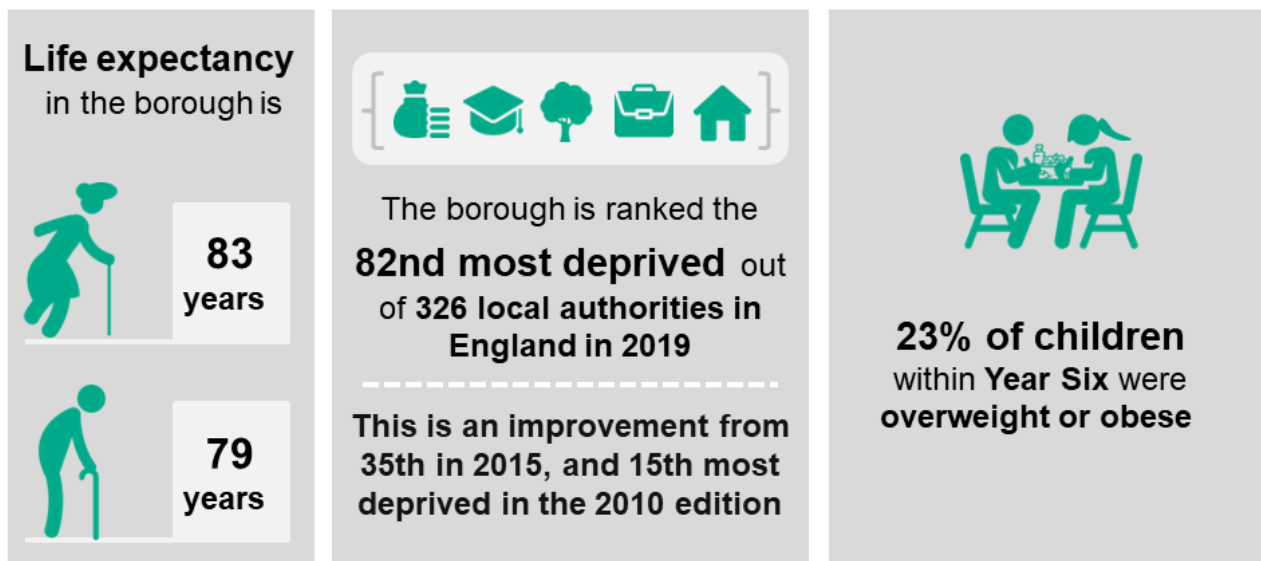 Life expectancy
in the borough is
83
years
79
years
The borough is ranked the
82nd most deprived out
of 326 local authorities in
England in 2019
This is an improvement from
35th in 2015, and 15th most
deprived in the 2010 edition
23% of children
within Year Six were
overweight or obese